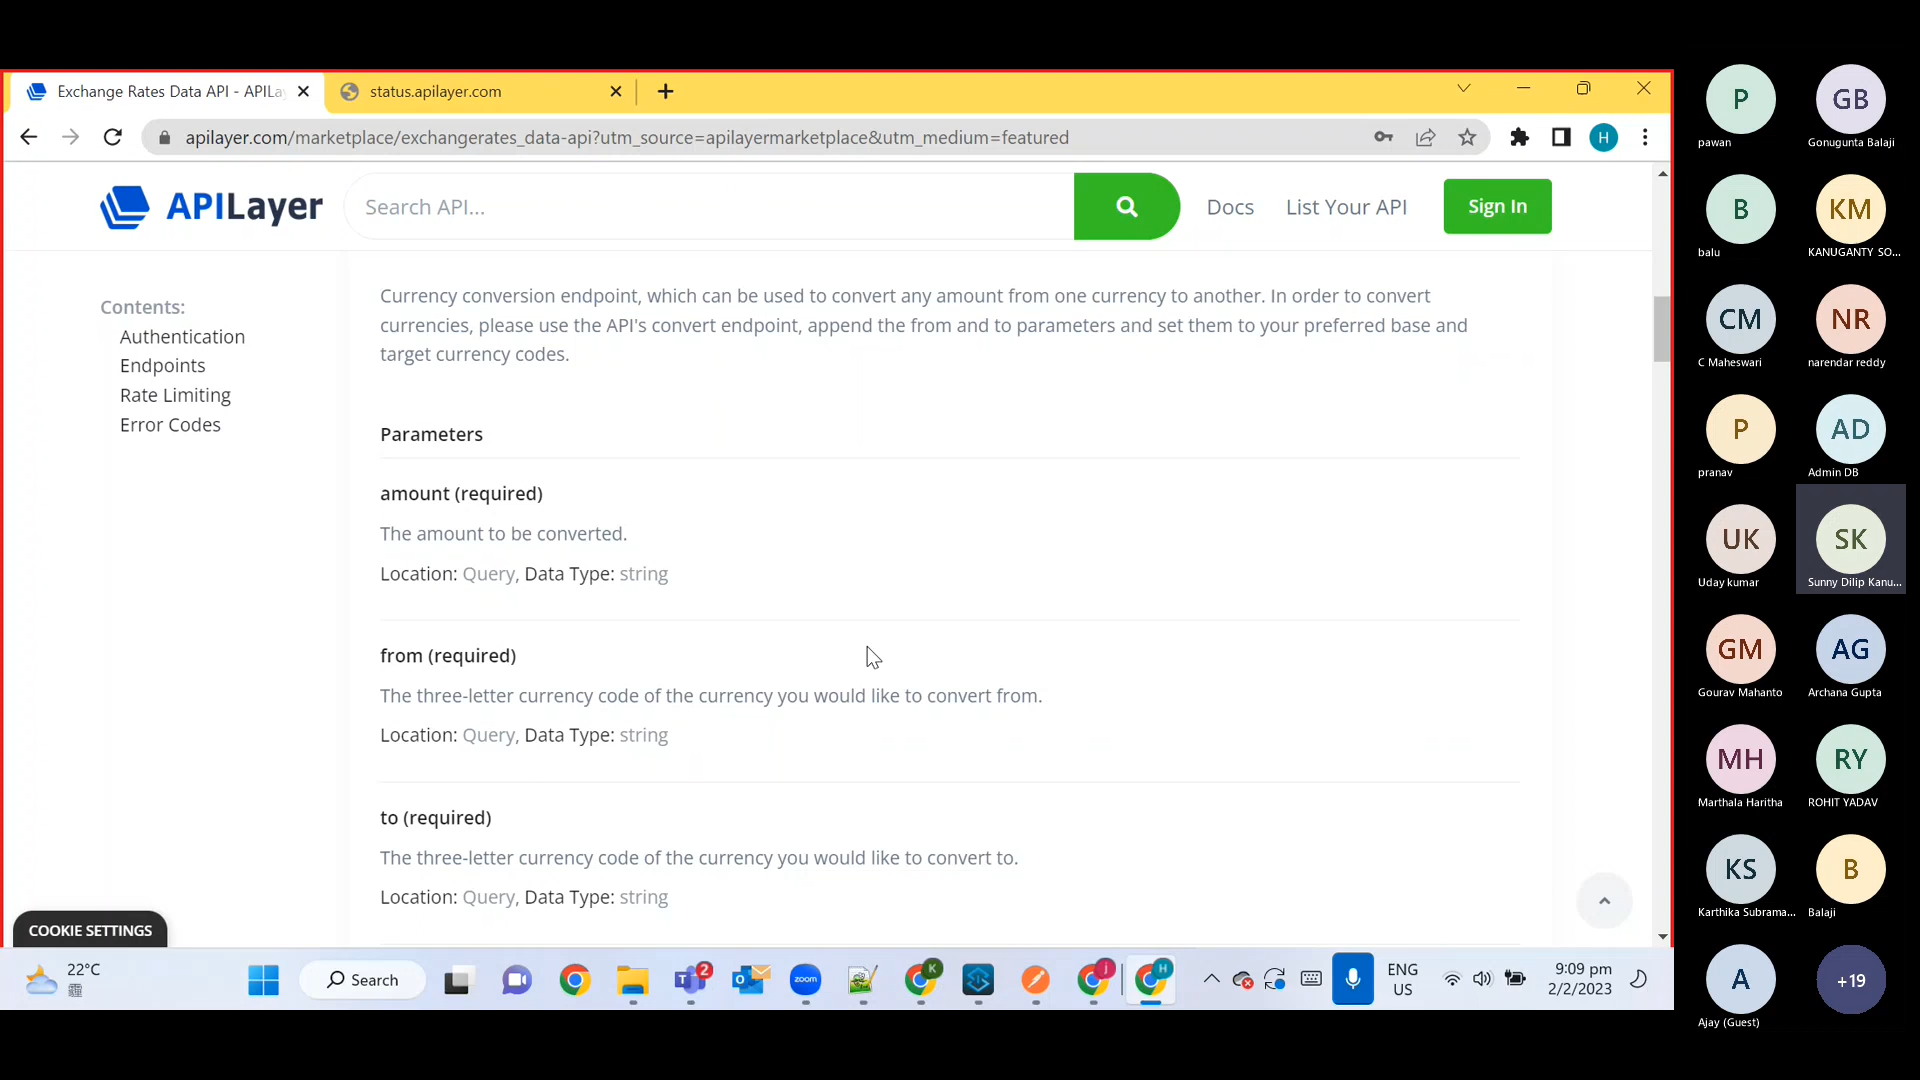 Exchange Rates Data API - APILa
status.apilayer.com
apilayer.com/marketplace/exchangerates_data-api?utm_source=apilayermarketplace&utm_medium=featured
H
APILayer
Search API...
Docs
List Your API
Sign In
Contents:
Authentication
Endpoints
Rate Limiting
Error Codes
Currency conversion endpoint, which can be used to convert any amount from one currency to another. In order to convert
currencies, please use the API's convert endpoint, append the from and to parameters and set them to your preferred base and
target currency codes.
Parameters
amount (required)
The amount to be converted.
Location: Query, Data Type: string
from (required)
The three-letter currency code of the currency you would like to convert from.
Location: Query, Data Type: string
to (required)
The three-letter currency code of the currency you would like to convert to.
Location: Query, Data Type: string
COOKIE SETTINGS
22°C
Search
2
zoom
K
J
H
ENG
US
9:09 pm
2/2/2023
P
pawan
GB
Gonugunta Balaji
B
balu
KM
KANUGANTY SO...
CM
C Maheswari
NR
narendar reddy
P
pranav
AD
Admin DB
UK
Uday kumar
SK
Sunny Dilip Kanu...
GM
Gourav Mahanto
AG
Archana Gupta
MH
Marthala Haritha
RY
ROHIT YADAV
KS
Karthika Subrama...
B
Balaji
A
Ajay (Guest)
+19